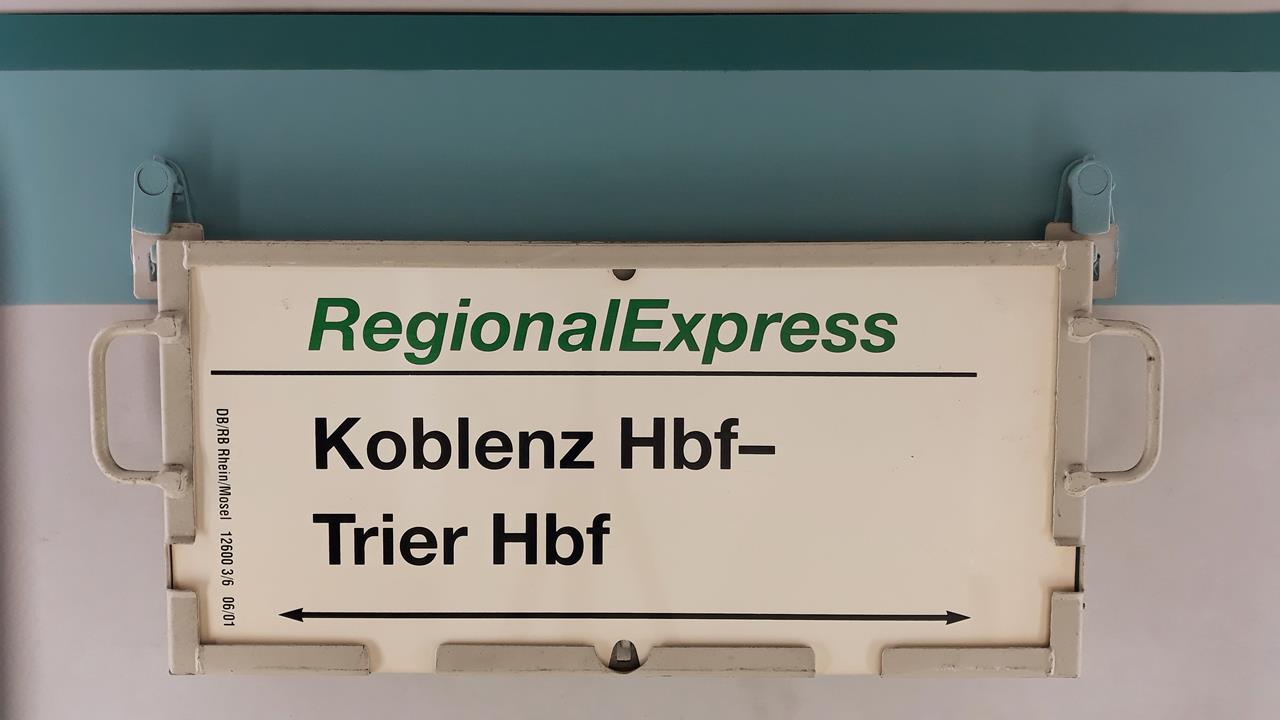 RegionalExpress
Koblenz Hbf–
Trier Hbf
DB/RB Rhein/Mosel 12600 3/6 06/01